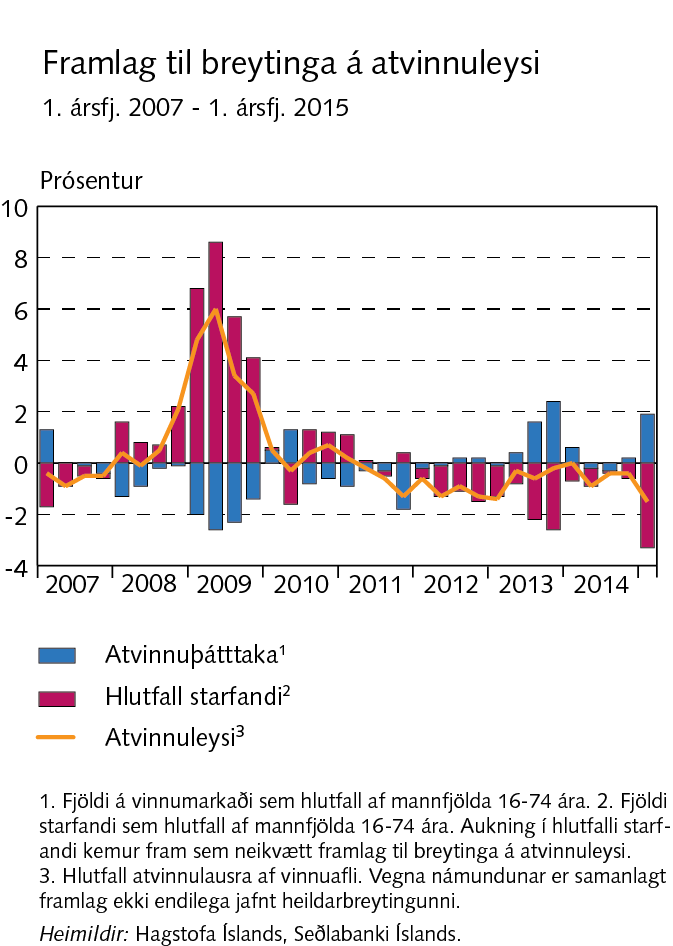 Framlag til breytinga á atvinnuleysi
1. ársfj. 2007 - 1. ársfj. 2015
Prósentur
10
8
6
4
2
0
-2
-4
2007 2008 2009 2010 2011 2012 2013 2014
Atvinnuþátttaka¹
Hlutfall starfandi²
Atvinnuleysi³
1. Fjöldi á vinnumarkaði sem hlutfall af mannfjölda 16-74 ára. 2. Fjöldi
starfandi sem hlutfall af mannfjölda 16-74 ára. Aukning í hlutfalli starf-
andi kemur fram sem neikvætt framlag til breytinga á atvinnuleysi.
3. Hlutfall atvinnulausra af vinnuafli. Vegna námundunar er samanlagt
framlag ekki endilega jafnt heildarbreytingunni.
Heimildir: Hagstofa Íslands, Seðlabanki Íslands.